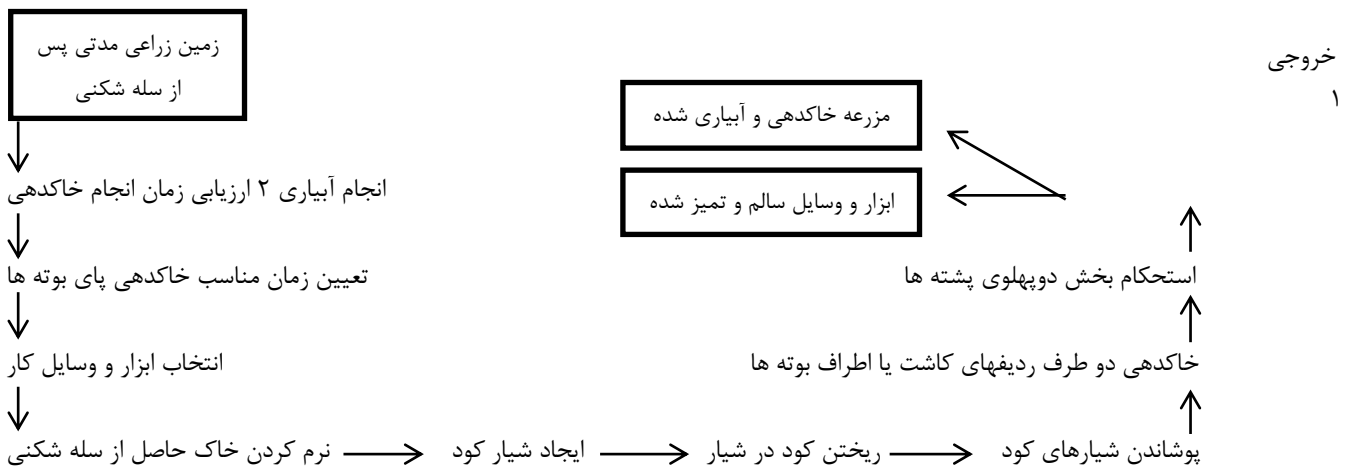 زمین زراعی مدتی پس
از سله شکنی
خروجی
۱
مزرعه خاکدهی و آبیاری شده
ابزار و وسایل سالم و تمیز شده
انجام آبیاری ۲ ارزیابی زمان انجام خاکدهی
تعیین زمان مناسب خاکدهی پای بوته ها
استحکام بخش دوپهلوی پشته ها
انتخاب ابزار و وسایل کار
خاکدهی دو طرف ردیفهای کاشت یا اطراف بوته ها
نرم کردن خاک حاصل از سله شکنی
ایجاد شیار کود
ریختن کود در شیار
پوشاندن شیارهای کود